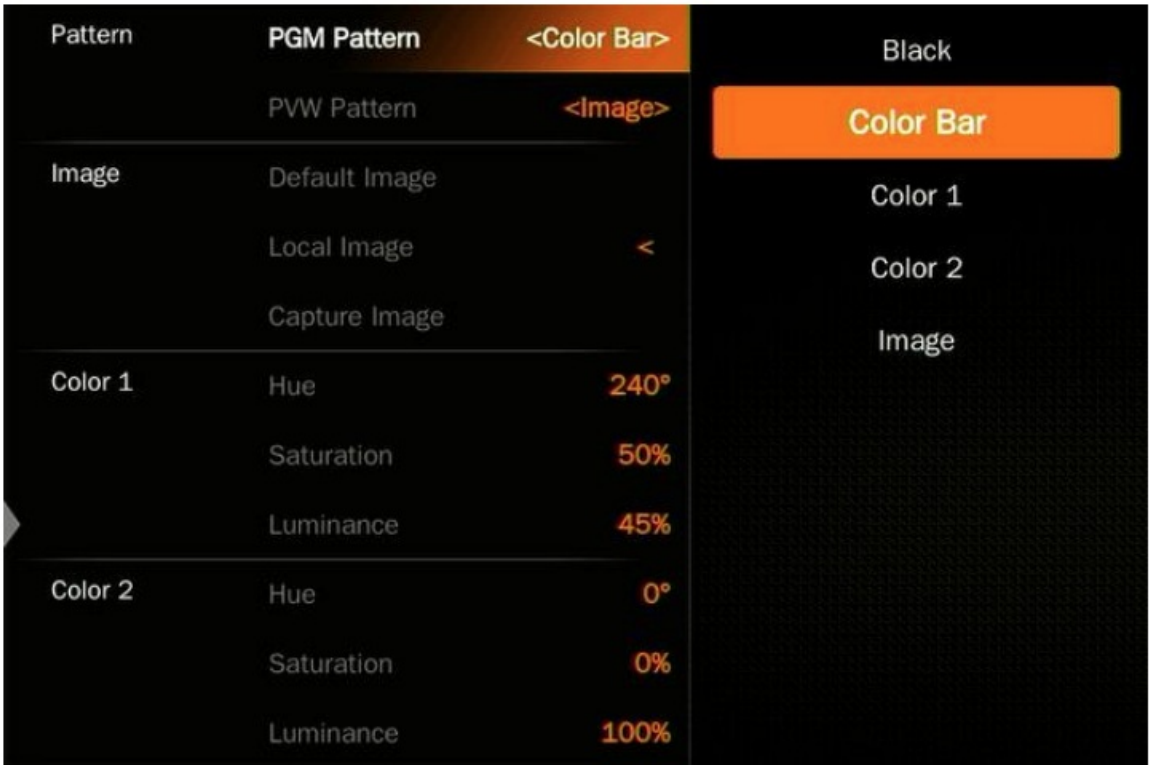 Pattern PGM Pattern <Color Bar>
PVW Pattern <Image>
Image Default Image
Local Image <
Capture Image
Color 1 Hue 240°
Saturation 50%
Luminance 45%
Color 2 Hue 0°
Saturation 0%
Luminance 100%
Black
Color Bar
Color 1
Color 2
Image